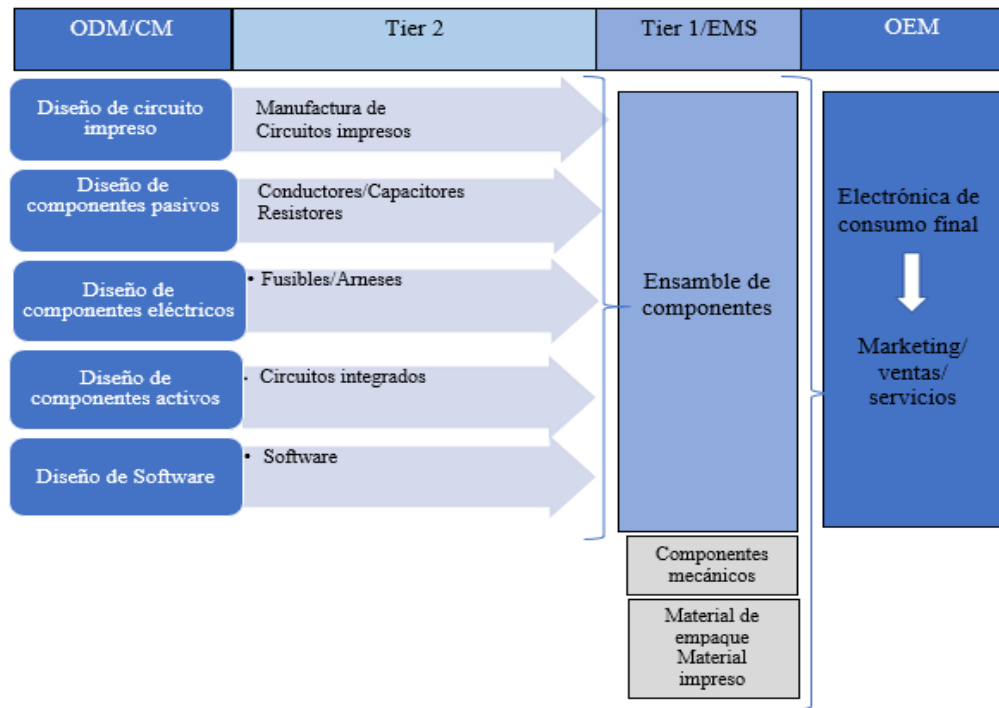 ODM/CM
Tier 2
Tier 1/EMS
OEM
Diseño de circuito
impreso
Manufactura de
Circuitos impresos
Diseño de
componentes pasivos
Conductores/Capacitores
Resistores
Diseño de
componentes eléctricos
• Fusibles/Arneses
Diseño de
componentes activos
· Circuitos integrados
Diseño de Software
• Software
Ensamble de
componentes
Componentes
mecánicos
Material de
empaque
Material
impreso
Electrónica de
consumo final
Marketing/
ventas/
servicios